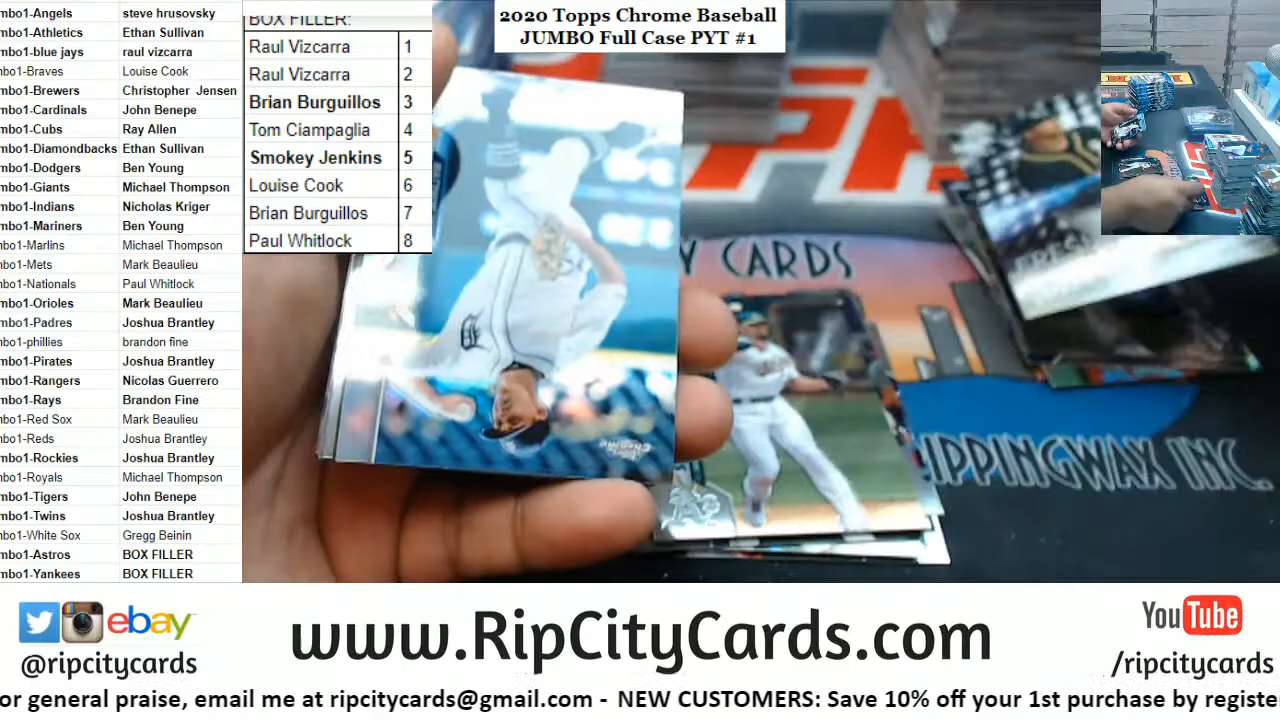 mbo1-Angels steve hrusovsky
mbo1-Athletics Ethan Sullivan
mbo1-blue jays raul vizcarra
mbo1-Braves Louise Cook
mbo1-Brewers Christopher Jensen
mbo1-Cardinals John Benepe
mbo1-Cubs Ray Allen
mbo1-Diamondbacks Ethan Sullivan
mbo1-Dodgers Ben Young
mbo1-Giants Michael Thompson
mbo1-Indians Nicholas Kriger
mbo1-Mariners Ben Young
mbo1-Marlins Michael Thompson
mbo1-Mets Mark Beaulieu
mbo1-Nationals Paul Whitlock
mbo1-Orioles Mark Beaulieu
mbo1-Padres Joshua Brantley
mbo1-phillies brandon fine
mbo1-Pirates Joshua Brantley
mbo1-Rangers Nicolas Guerrero
mbo1-Rays Brandon Fine
mbo1-Red Sox Mark Beaulieu
mbo1-Reds Joshua Brantley
mbo1-Rockies Joshua Brantley
mbo1-Royals Michael Thompson
mbo1-Tigers John Benepe
mbo1-Twins Joshua Brantley
mbo1-White Sox Gregg Beinin
mbo1-Astros BOX FILLER
mbo1-Yankees BOX FILLER
BOX FILLER:
Raul Vizcarra 1
Raul Vizcarra 2
Brian Burguillos 3
Tom Ciampaglia 4
Smokey Jenkins 5
Louise Cook 6
Brian Burguillos 7
Paul Whitlock 8
2020 Topps Chrome Baseball
JUMBO Full Case PYT #1
Y CARDS
IPPINGWAX INC.
A's
Topps Chrome
ebay
@ripcitycards
www.RipCityCards.com
YouTube
/ripcitycards
or general praise, email me at ripcitycards@gmail.com - NEW CUSTOMERS: Save 10% off your 1st purchase by registe